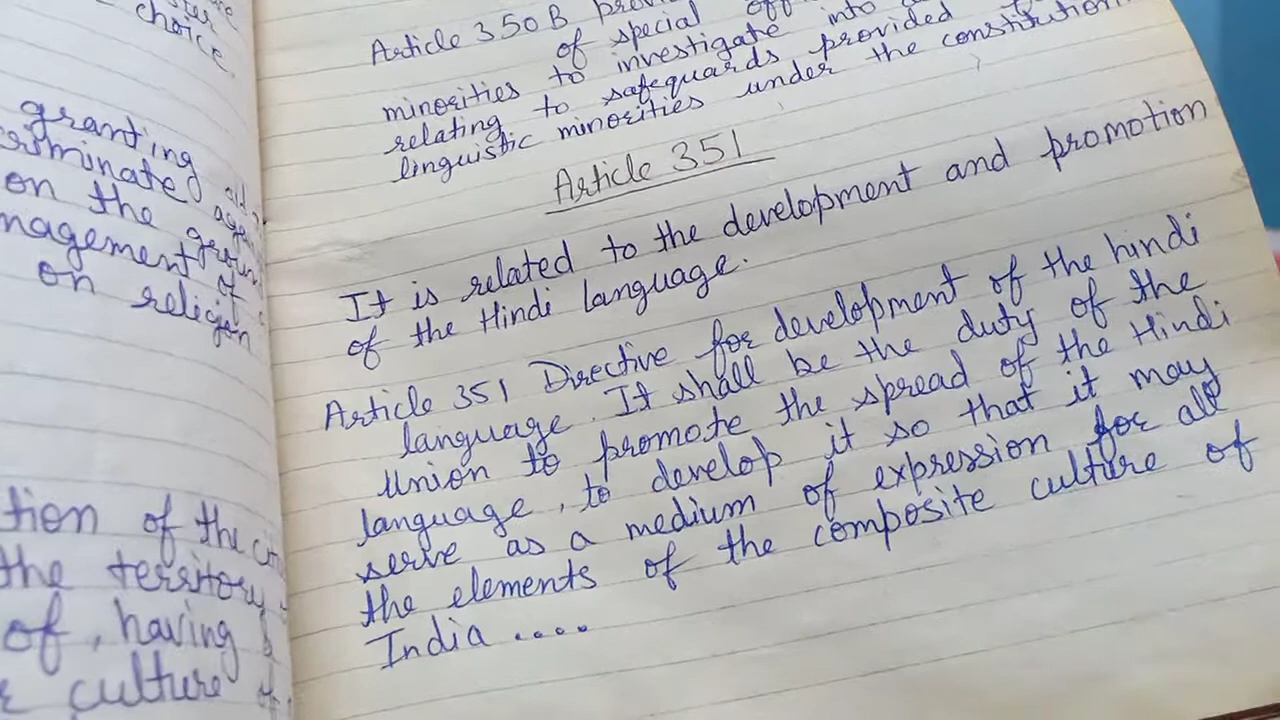 choice.
granting
on the
on religion
tion of the
the territory
of, having
culture of
Article 350B
of special
minorities to investigate into
relating to safeguards provided
linguistic minorities under the constitution.
Article 351
It is related to the development and promotion
of the Hindi language.
Article 351 Directive for development of the hindi
language. It shall be the duty of the
Union to promote the spread of the Hindi
language, to develop it so that it may
serve as a medium of expression for all
the elements of the composite culture of
India ....